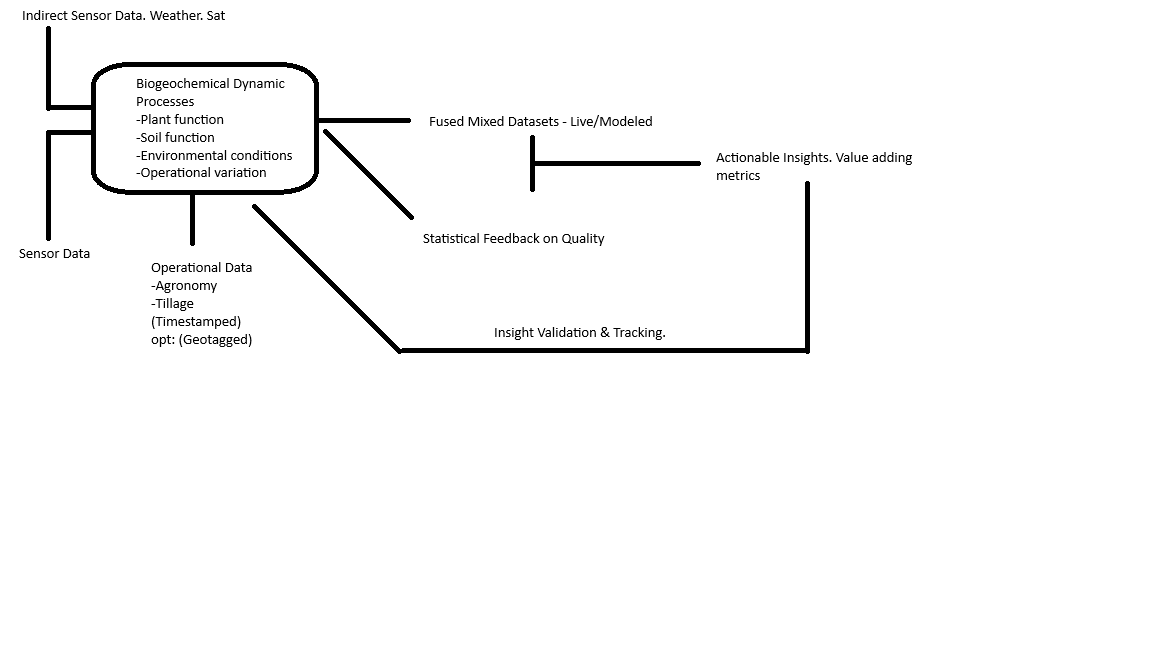 Indirect Sensor Data. Weather. Sat
Biogeochemical Dynamic
Processes
-Plant function
-Soil function
-Environmental conditions
-Operational variation
Fused Mixed Datasets - Live/Modeled
Actionable Insights. Value adding
metrics
Statistical Feedback on Quality
Sensor Data
Operational Data
-Agronomy
-Tillage
(Timestamped)
opt: (Geotagged)
Insight Validation & Tracking.